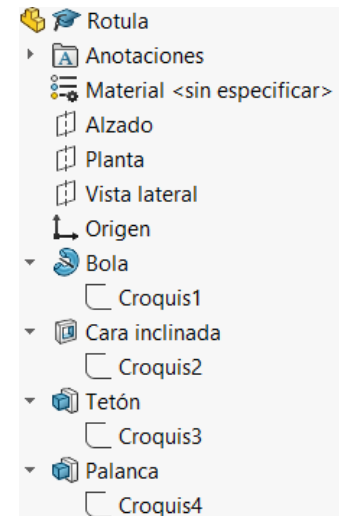 Rotula
Anotaciones
Material <sin especificar>
Alzado
Planta
Vista lateral
Origen
Bola
Croquis1
Cara inclinada
Croquis2
Tetón
Croquis3
Palanca
Croquis4